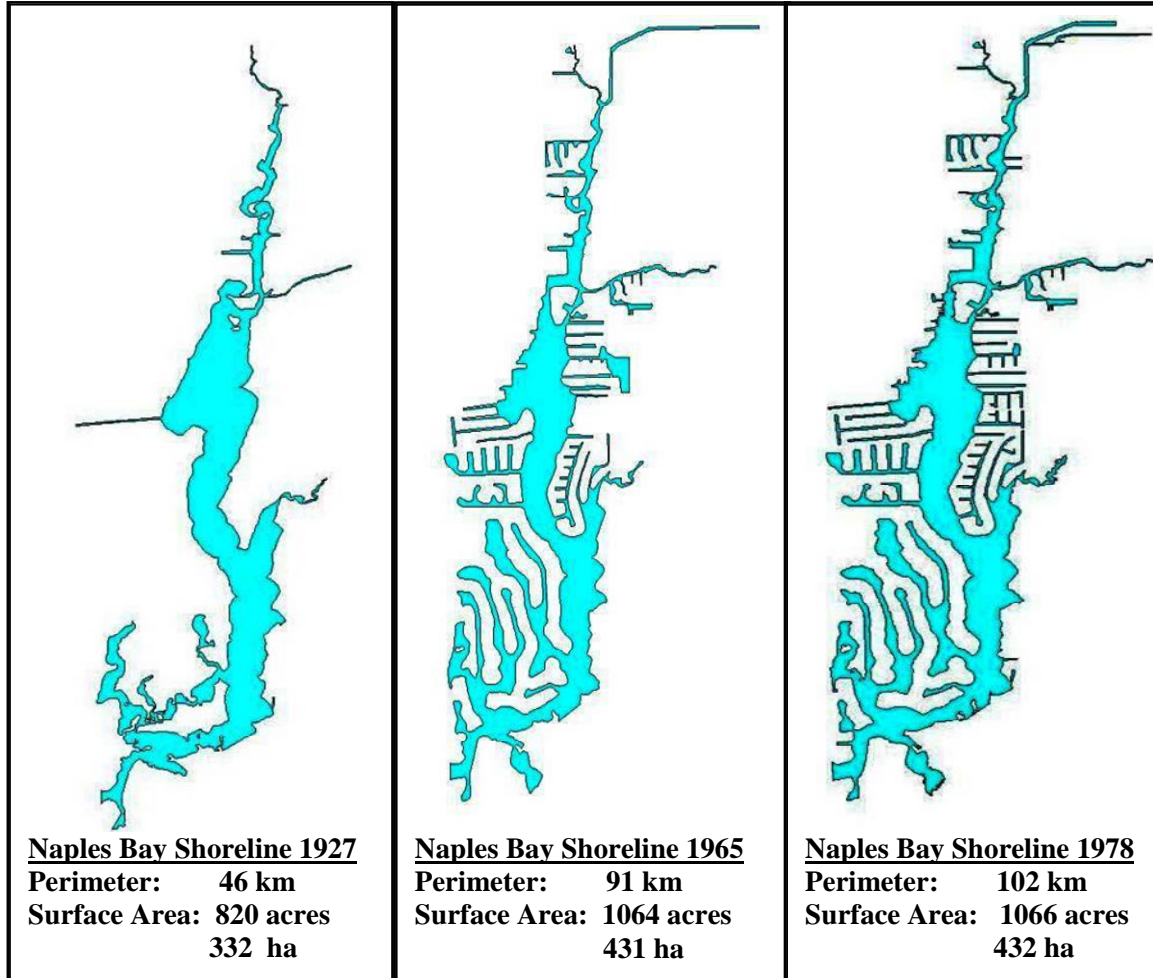 Naples Bay Shoreline 1927
Perimeter: 46 km
Surface Area: 820 acres
332 ha
Naples Bay Shoreline 1965
Perimeter: 91 km
Surface Area: 1064 acres
431 ha
Naples Bay Shoreline 1978
Perimeter: 102 km
Surface Area: 1066 acres
432 ha